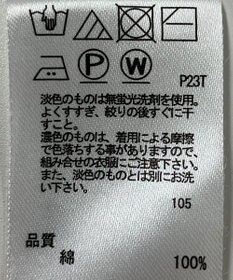 P W
P23T
淡色のものは無蛍光洗剤を使用。
よくすすぎ、絞りの後すぐに干
すこと。
濃色のものは、着用による摩擦
で色落ちする事がありますので、
組み合せの衣服にご注意下さい。
また、淡色のものとは別にお洗
い下さい。
105
品質
綿 100%